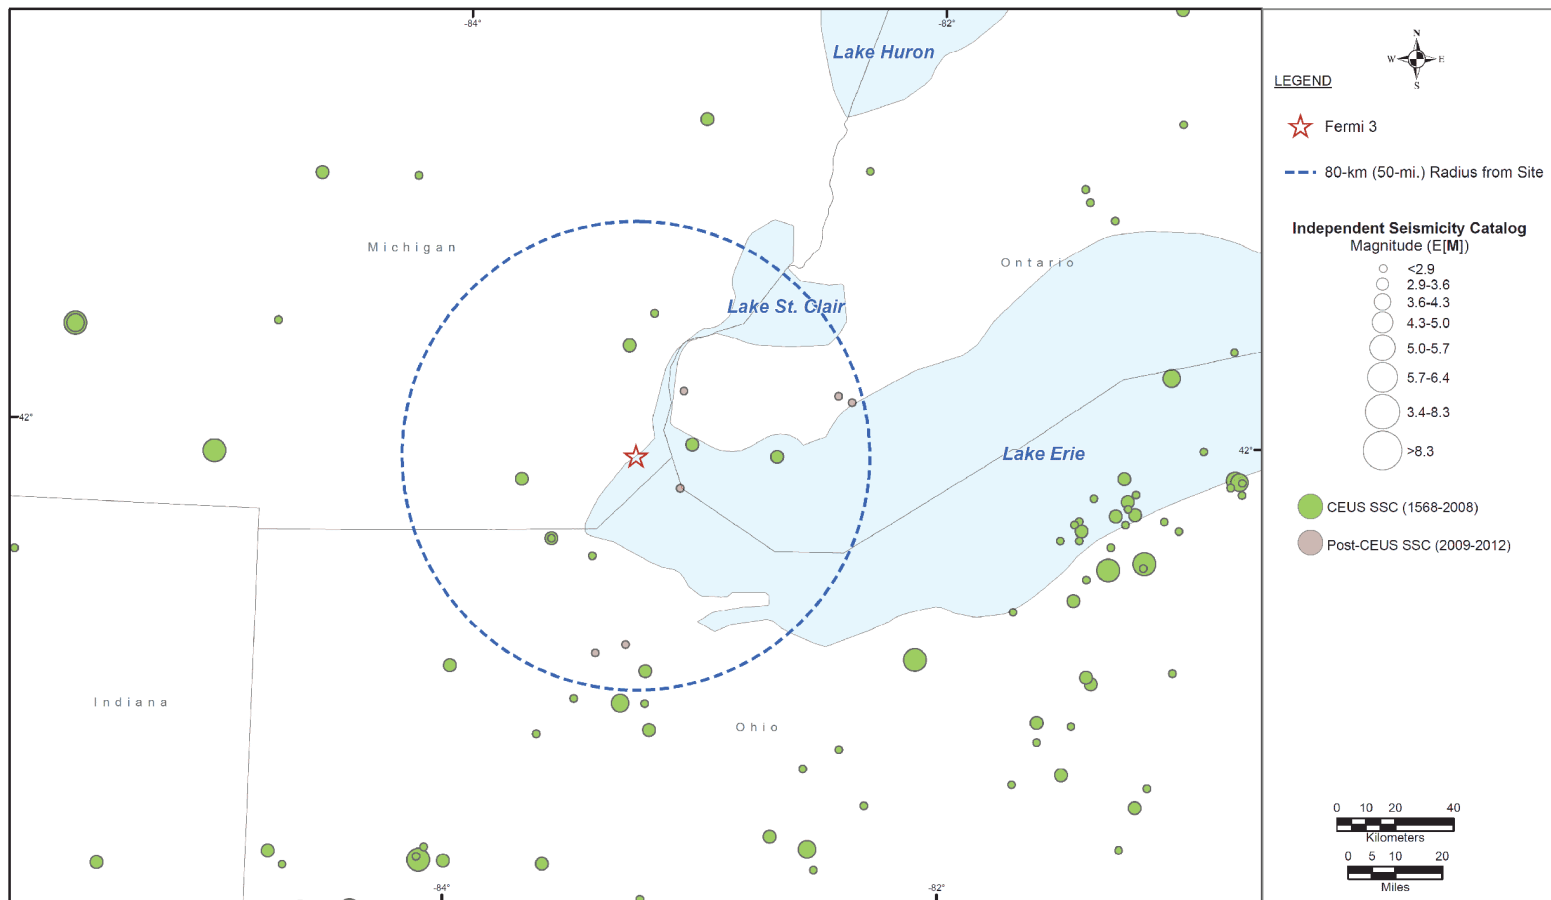 -84°
-82°
Lake Huron
Michigan
Ontario
Lake St. Clair
42°
Lake Erie
42°
Indiana
Ohio
-84°
-82°
N
W E
S
LEGEND
Fermi 3
80-km (50-mi.) Radius from Site
Independent Seismicity Catalog
Magnitude (E[M])
<2.9
2.9-3.6
3.6-4.3
4.3-5.0
5.0-5.7
5.7-6.4
3.4-8.3
>8.3
CEUS SSC (1568-2008)
Post-CEUS SSC (2009-2012)
0 10 20 40
Kilometers
0 5 10 20
Miles